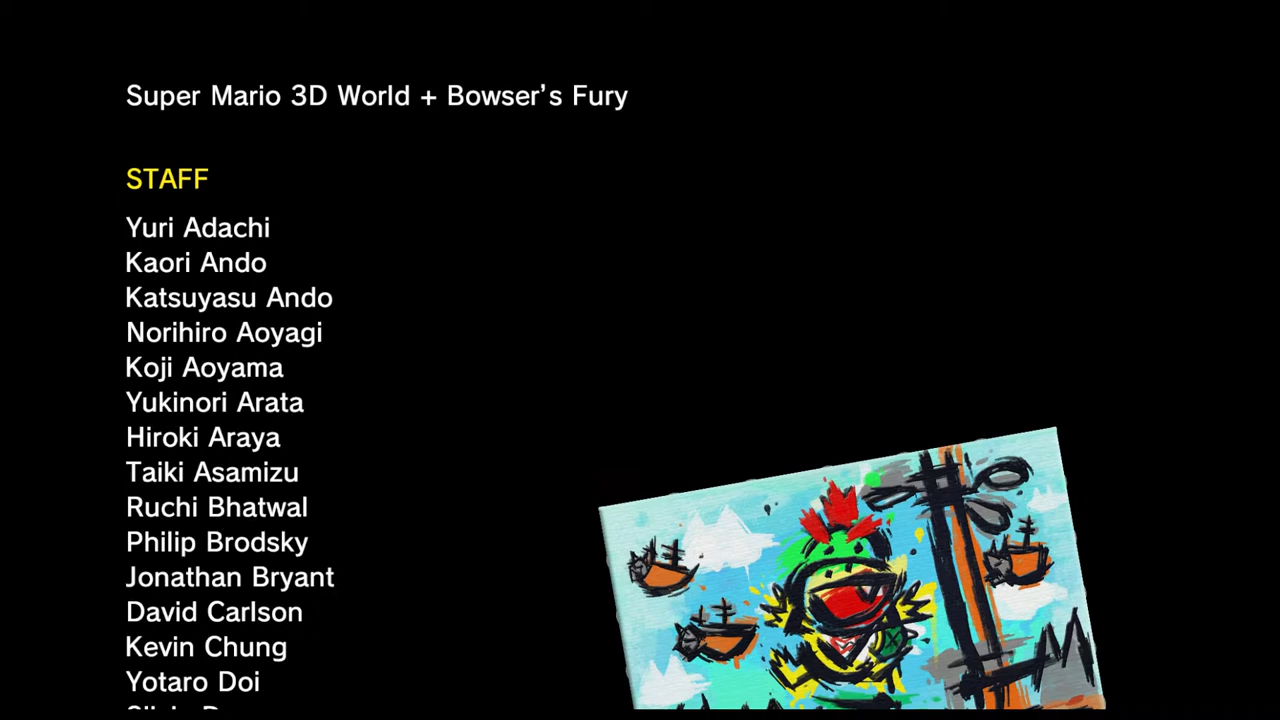 Super Mario 3D World + Bowser's Fury
STAFF
Yuri Adachi
Kaori Ando
Katsuyasu Ando
Norihiro Aoyagi
Koji Aoyama
Yukinori Arata
Hiroki Araya
Taiki Asamizu
Ruchi Bhatwal
Philip Brodsky
Jonathan Bryant
David Carlson
Kevin Chung
Yotaro Doi